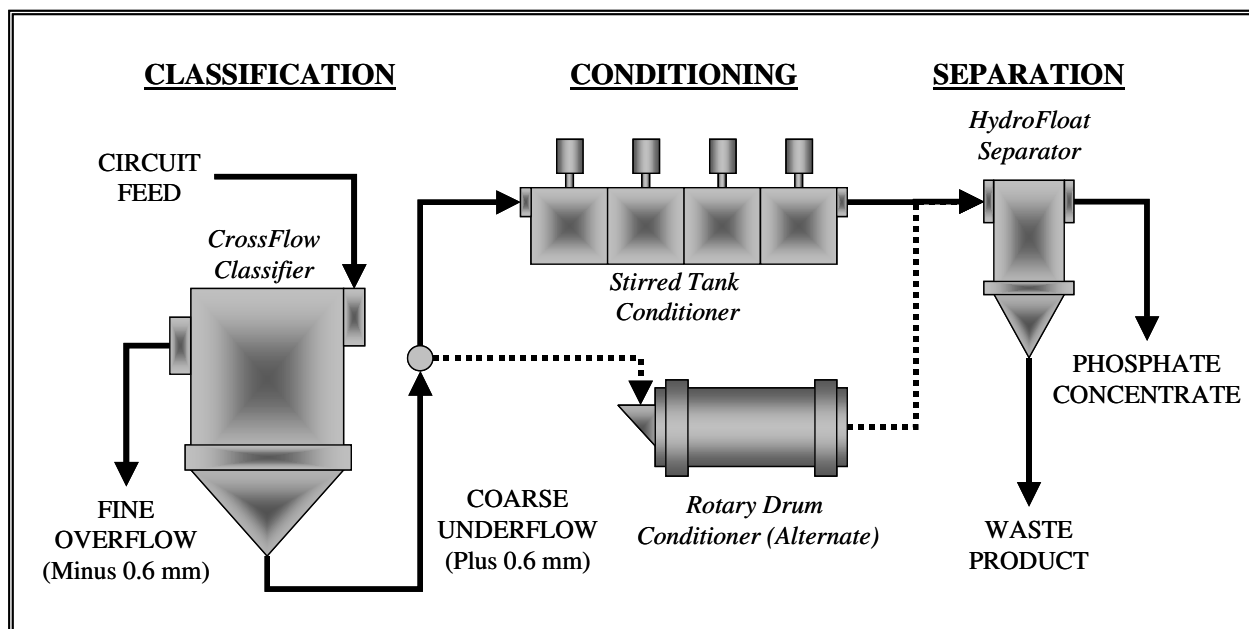 CLASSIFICATION
CONDITIONING
SEPARATION
CIRCUIT
FEED
CrossFlow
Classifier
FINE
OVERFLOW
(Minus 0.6 mm)
COARSE
UNDERFLOW
(Plus 0.6 mm)
Stirred Tank
Conditioner
Rotary Drum
Conditioner (Alternate)
HydroFloat
Separator
PHOSPHATE
CONCENTRATE
WASTE
PRODUCT